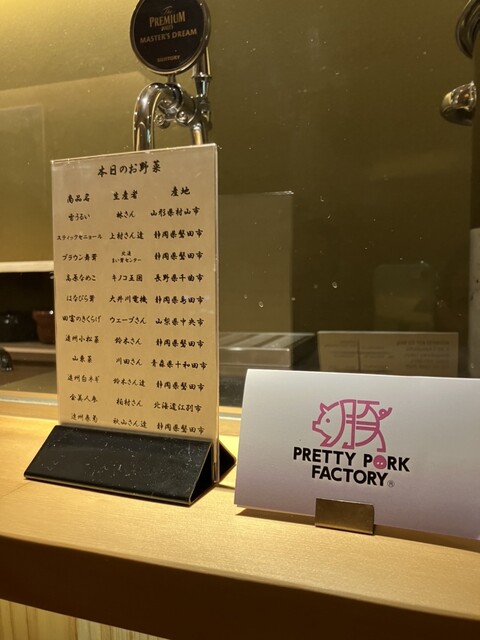 The
PREMIUM
MALT'S
MASTER'S DREAM
SUNTORY
本日のお野菜
商品名 生産者 産地
雪うるい 林さん 山形県村山市
スティックセニョール 上村さん達 静岡県磐田市
ブラウン舞茸 静岡県磐田市
高原なめこ キノコ王国 長野県千曲市
はなびら茸 大井川電機 静岡県島田市
田富のきくらげ ウェーブさん 山梨県中央市
遠州小松菜 鈴木さん 静岡県磐田市
山東菜 川田さん 青森県十和田市
遠州白ネギ 鈴木さん達 静岡県磐田市
金美人参 柏村さん 北海道江別市
遠州春菊 秋山さん達 静岡県磐田市
豚
PRETTY PORK
FACTORY®